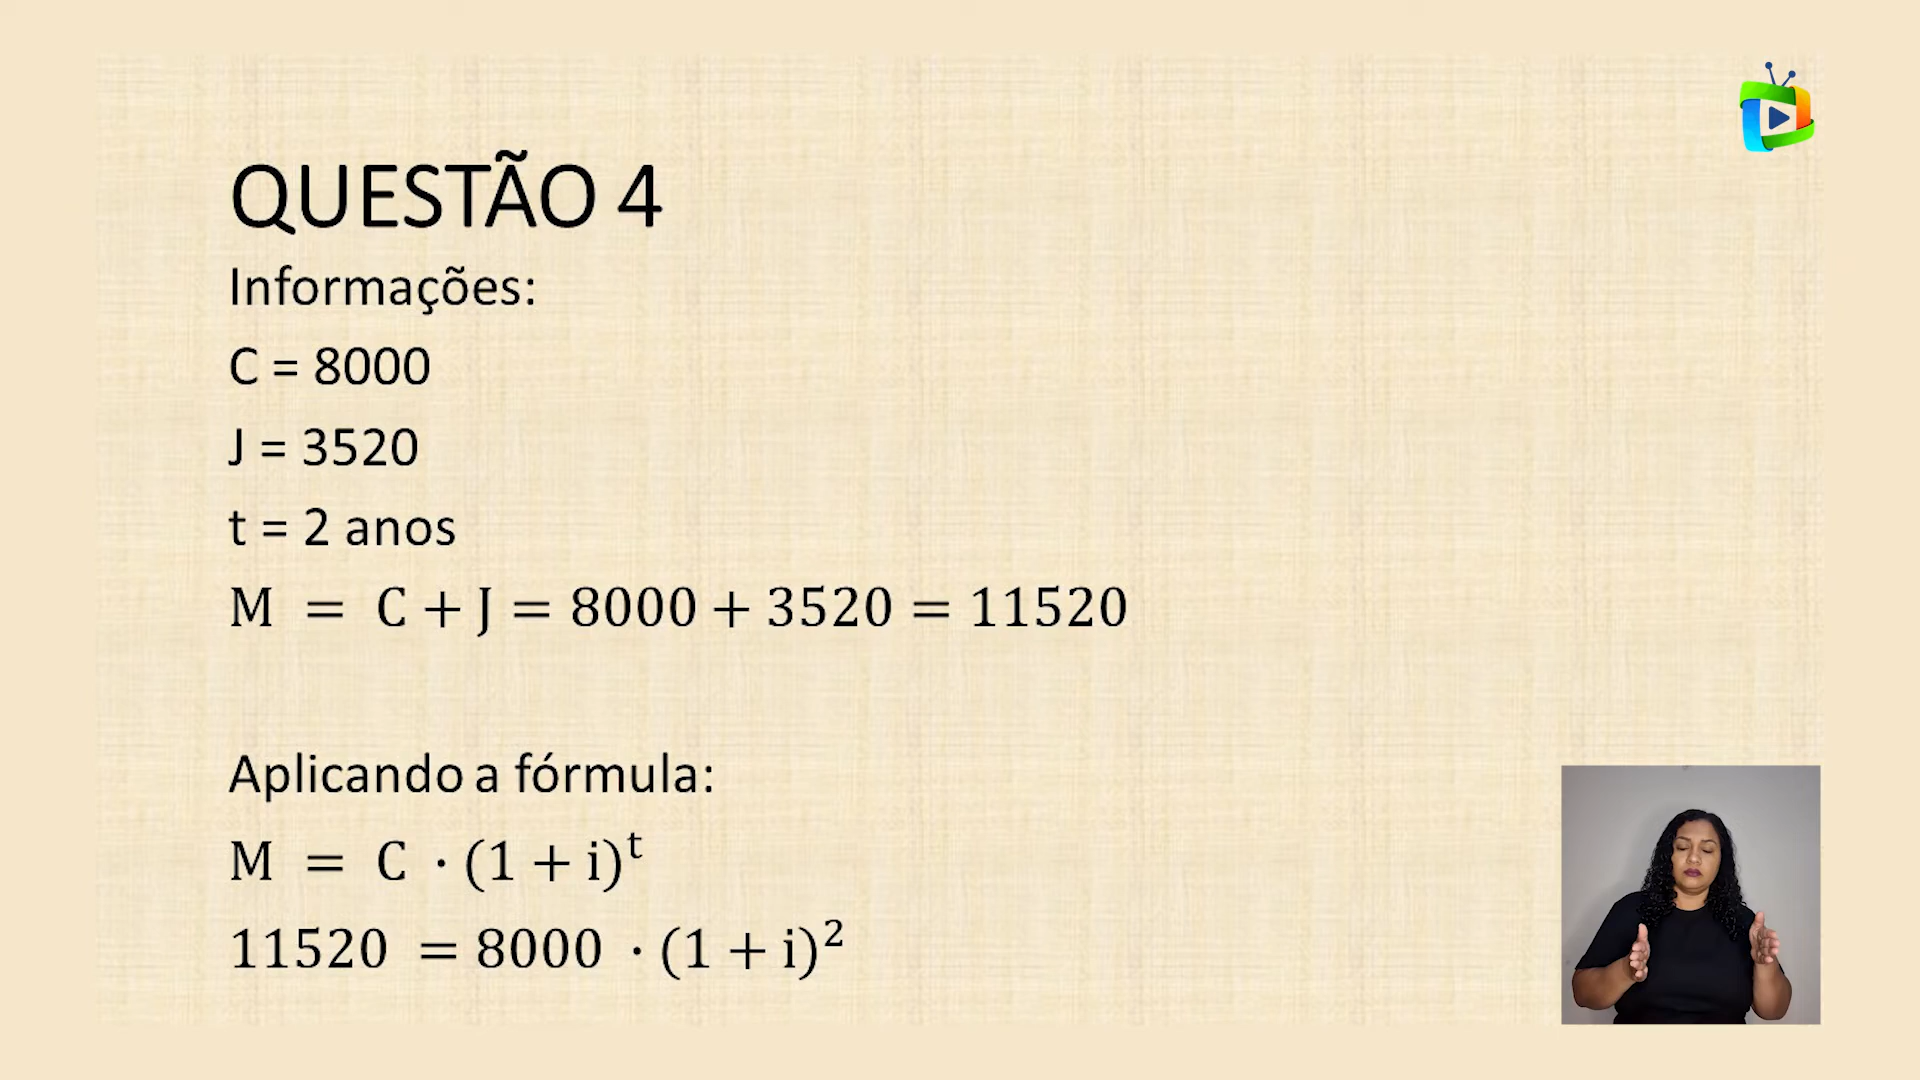 QUESTÃO 4
Informações:
C = 8000
J = 3520
t = 2 anos
M = C + J = 8000 + 3520 = 11520
Aplicando a fórmula:
M = C · (1 + i)ᵗ
11520 = 8000 · (1 + i)²